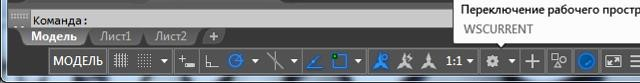 Переключение рабочего простр
Команда:
WSCURRENT
Модель Лист1 Лист2 +
МОДЕЛЬ 1:1